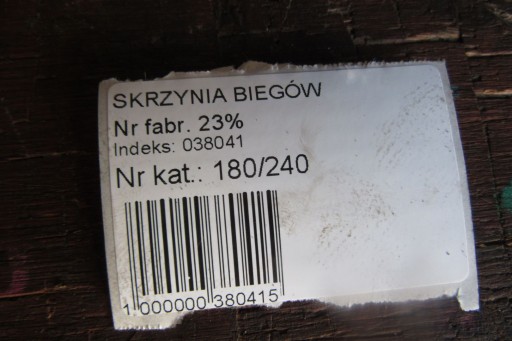 SKRZYNIA BIEGÓW
Nr fabr. 23%
Indeks: 038041
Nr kat.: 180/240
1 000000 380415